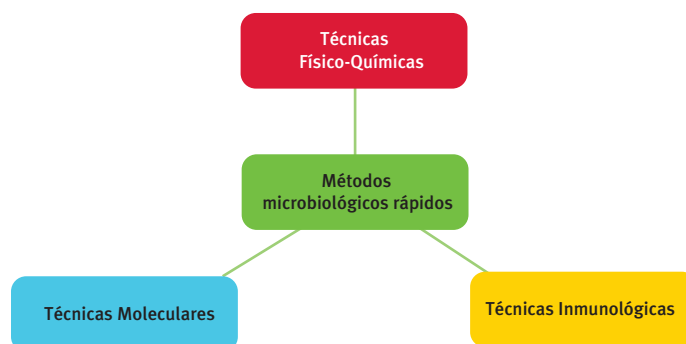 Técnicas
Físico-Químicas
Métodos
microbiológicos rápidos
Técnicas Moleculares
Técnicas Inmunológicas